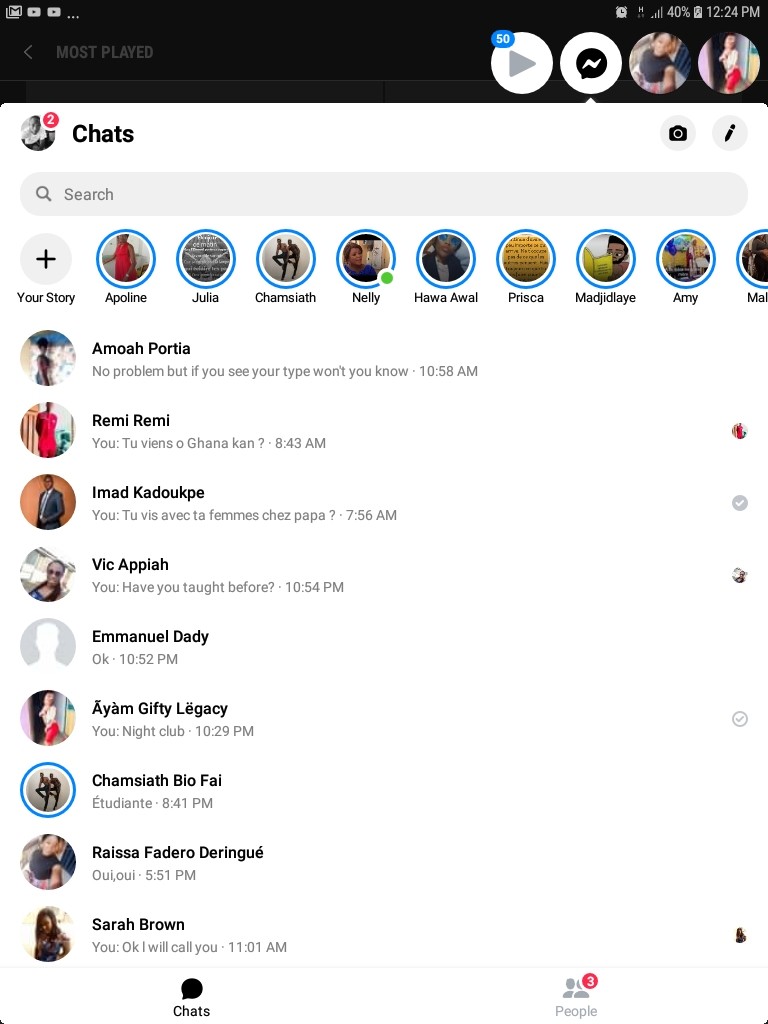 ... 40% 12:24 PM
MOST PLAYED
50
2
Chats
Search
Your Story
Apoline
Julia
Chamsiath
Nelly
Hawa Awal
Prisca
Madjidlaye
Amy
Mal
Amoah Portia
No problem but if you see your type won't you know · 10:58 AM
Remi Remi
You: Tu viens o Ghana kan ? · 8:43 AM
Imad Kadoukpe
You: Tu vis avec ta femmes chez papa ? · 7:56 AM
Vic Appiah
You: Have you taught before? · 10:54 PM
Emmanuel Dady
Ok · 10:52 PM
Ãyàm Gifty Lëgacy
You: Night club · 10:29 PM
Chamsiath Bio Fai
Étudiante · 8:41 PM
Raissa Fadero Deringué
Oui,oui · 5:51 PM
Sarah Brown
You: Ok I will call you · 11:01 AM
Chats
3
People